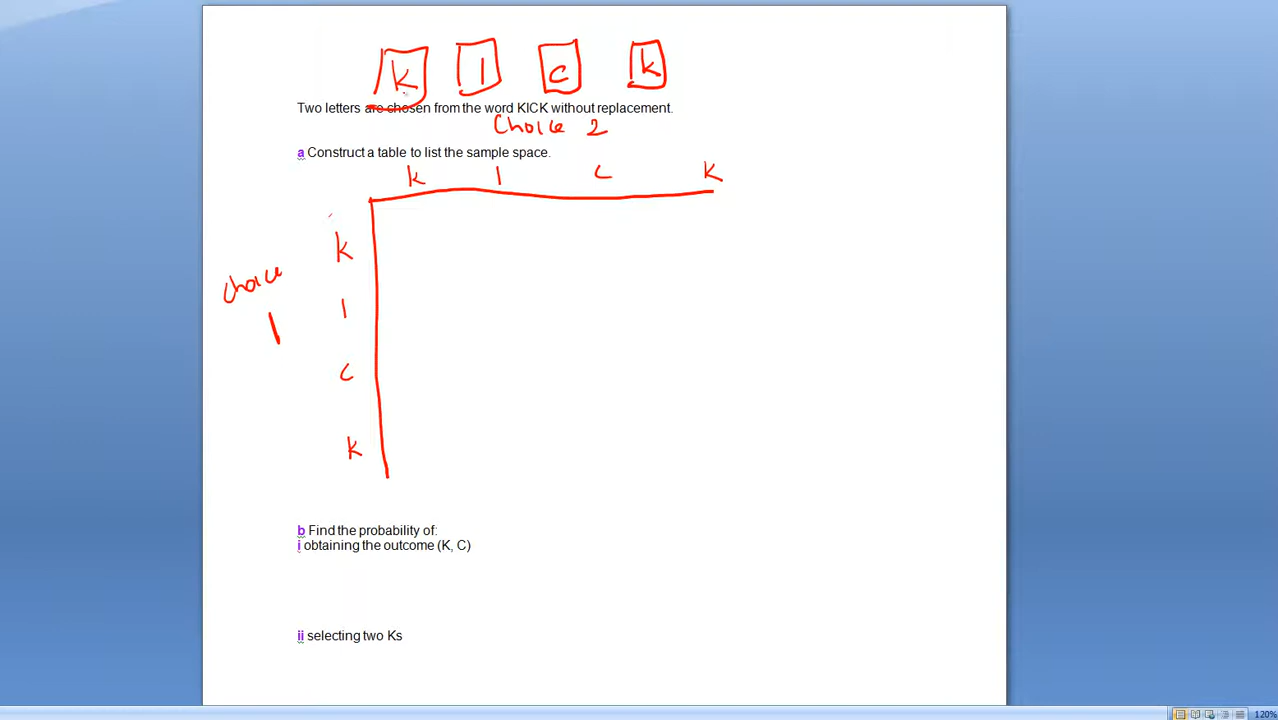 K I C K
Two letters are chosen from the word KICK without replacement.
Choice 2
a Construct a table to list the sample space.
K I C K
K
choice
I
1
C
K
b Find the probability of:
i obtaining the outcome (K, C)
ii selecting two Ks
120%